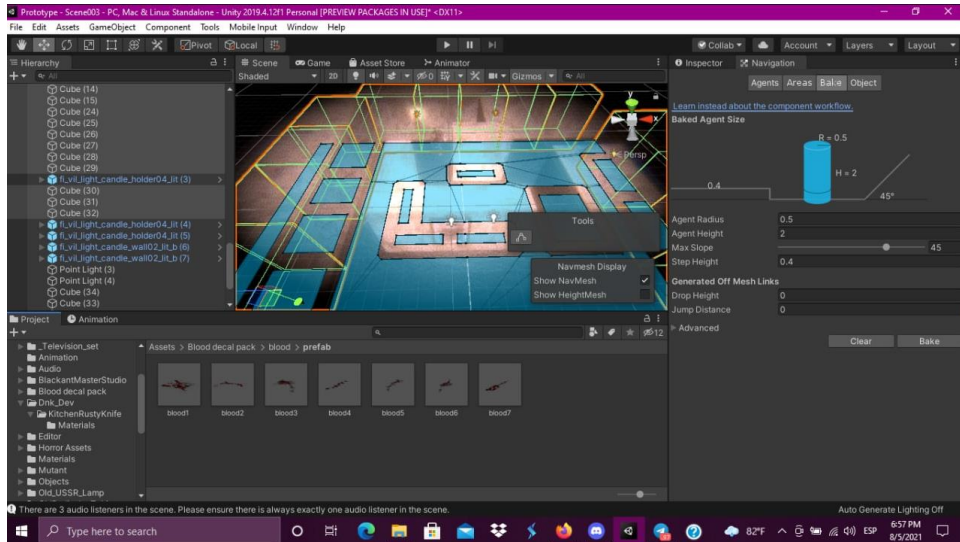 Prototype - Scene003 - PC, Mac & Linux Standalone - Unity 2019.4.12f1 Personal [PREVIEW PACKAGES IN USE]* <DX11>
File Edit Assets GameObject Component Tools Mobile Input Window Help
Pivot Local Collab Account Layers Layout
Hierarchy
All
Cube (14)
Cube (15)
Cube (24)
Cube (25)
Cube (26)
Cube (27)
Cube (28)
Cube (29)
fi_vil_light_candle_holder04_lit (3)
Cube (30)
Cube (31)
Cube (32)
fi_vil_light_candle_holder04_lit (4)
fi_vil_light_candle_holder04_lit (5)
fi_vil_light_candle_wall02_lit_b (6)
fi_vil_light_candle_wall02_lit_b (7)
Point Light (3)
Point Light (4)
Cube (34)
Cube (33)
Scene Game Asset Store Animator
Shaded 2D 0 Gizmos All
y
x
Persp
Tools
Navmesh Display
Show NavMesh
Show HeightMesh
Inspector Navigation
Agents Areas Bake Object
Learn instead about the component workflow.
Baked Agent Size
R = 0.5
H = 2
0.4
45°
Agent Radius 0.5
Agent Height 2
Max Slope 45
Step Height 0.4
Generated Off Mesh Links
Drop Height 0
Jump Distance 0
Advanced
Clear Bake
Project Animation
12
_Television_set
Animation
Audio
BlackantMasterStudio
Blood decal pack
Dnk_Dev
KitchenRustyKnife
Materials
Editor
Horror Assets
Materials
Mutant
Objects
Old_USSR_Lamp
Assets > Blood decal pack > blood > prefab
blood1 blood2 blood3 blood4 blood5 blood6 blood7
There are 3 audio listeners in the scene. Please ensure there is always exactly one audio listener in the scene.
Auto Generate Lighting Off
Type here to search
82°F
ESP
6:57 PM
8/5/2021